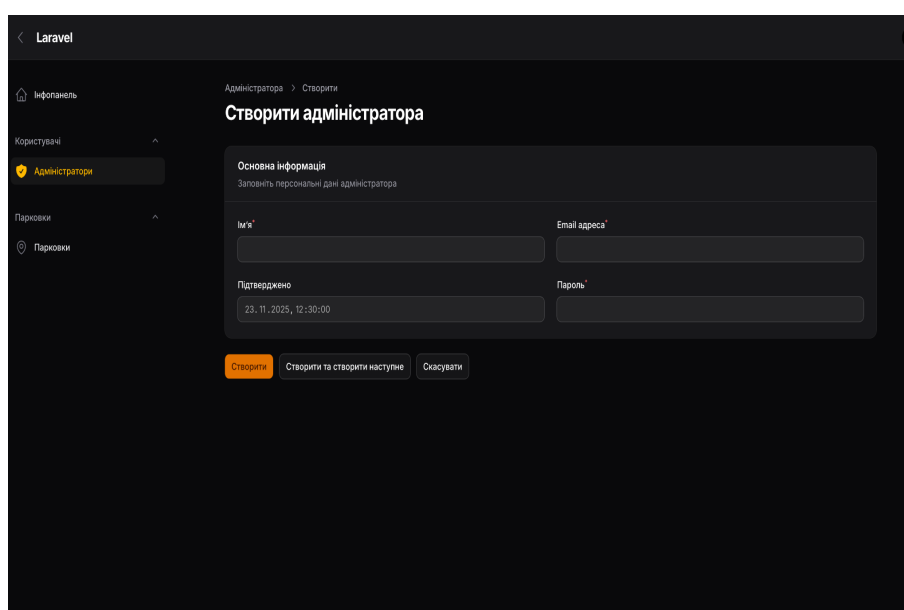 Laravel
Інфопанель
Користувачі
Адміністратори
Парковки
Парковки
Адміністратора > Створити
Створити адміністратора
Основна інформація
Заповніть персональні дані адміністратора
Ім'я*
Email адреса*
Підтверджено
Пароль*
23.11.2025, 12:30:00
Створити
Створити та створити наступне
Скасувати